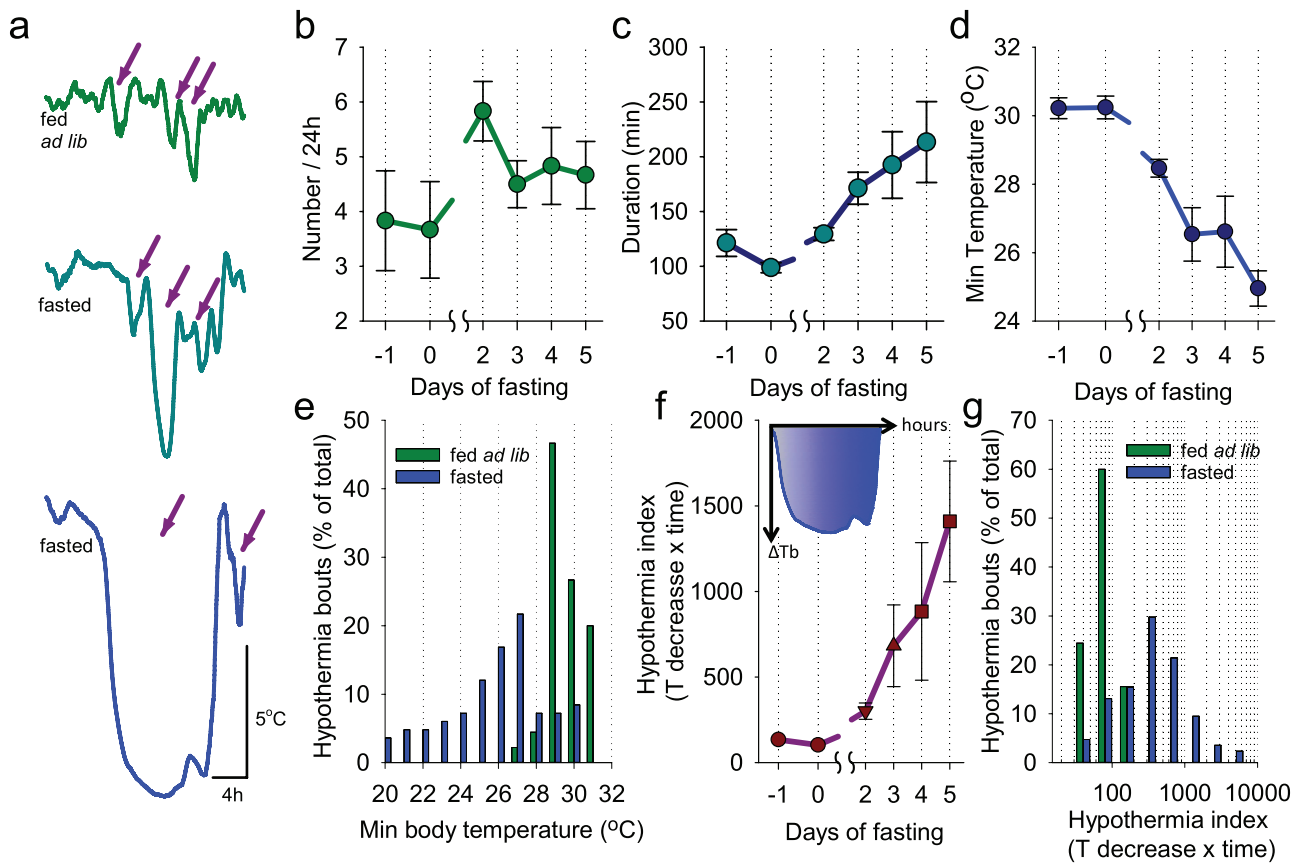 a
fed
ad lib
fasted
fasted
5°C
4h
b
Number / 24h
7
6
5
4
3
2
-1 0 2 3 4 5
Days of fasting
c
Duration (min)
300
250
200
150
100
50
-1 0 2 3 4 5
Days of fasting
d
Min Temperature (°C)
32
30
28
26
24
-1 0 2 3 4 5
Days of fasting
e
Hypothermia bouts (% of total)
50
40
30
20
10
0
fed ad lib
fasted
20 22 24 26 28 30 32
Min body temperature (°C)
f
Hypothermia index
(T decreasse x time)
2000
1500
1000
500
0
hours
ΔTb
-1 0 2 3 4 5
Days of fasting
g
Hypothermia bouts (% of total)
70
60
50
40
30
20
10
0
fed ad lib
fasted
100 1000 10000
Hypothermia index
(T decrease x time)